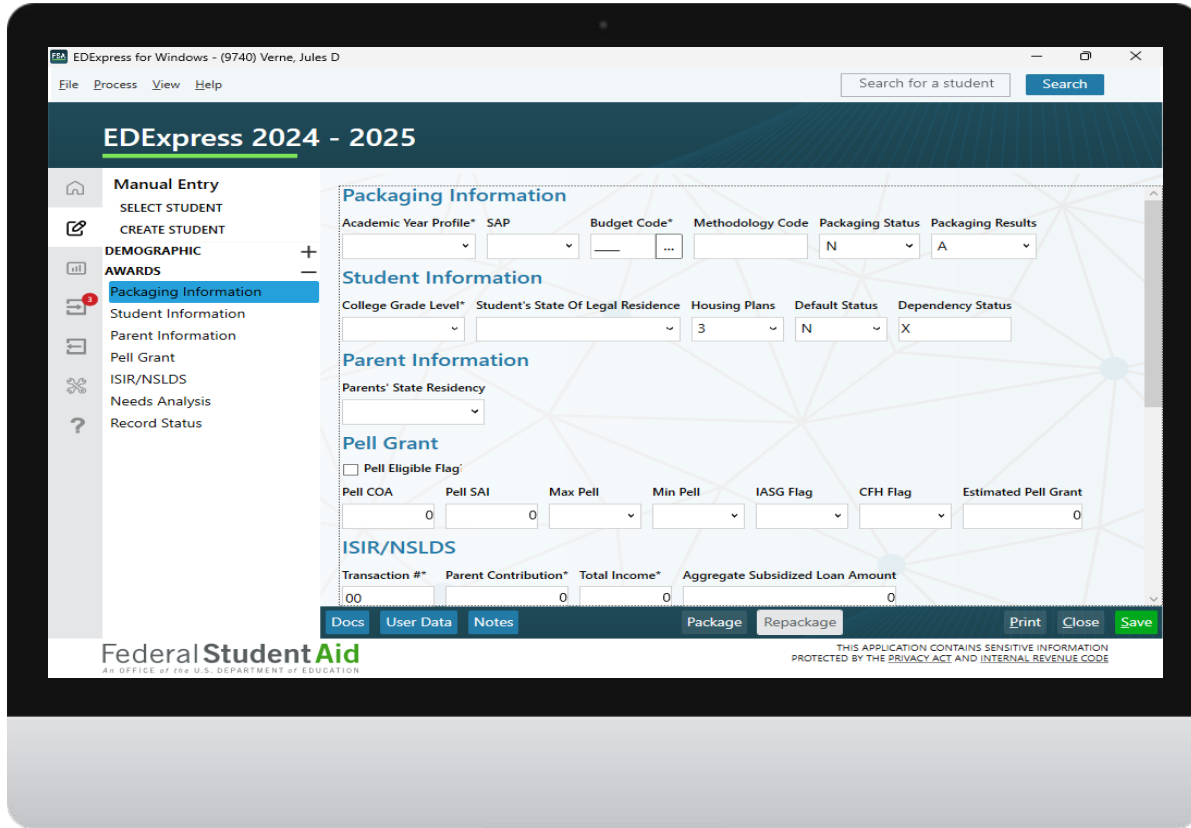 FSA EDExpress for Windows - (9740) Verne, Jules D
File Process View Help
Search for a student Search
EDExpress 2024 - 2025
Manual Entry
SELECT STUDENT
CREATE STUDENT
DEMOGRAPHIC +
AWARDS –
3
Packaging Information
Student Information
Parent Information
Pell Grant
ISIR/NSLDS
Needs Analysis
Record Status
?
Packaging Information
Academic Year Profile* SAP Budget Code* Methodology Code Packaging Status Packaging Results
___ ... N A
Student Information
College Grade Level* Student's State Of Legal Residence Housing Plans Default Status Dependency Status
3 N X
Parent Information
Parents' State Residency
Pell Grant
Pell Eligible Flag*
Pell COA Pell SAI Max Pell Min Pell IASG Flag CFH Flag Estimated Pell Grant
0 0 0
ISIR/NSLDS
Transaction #* Parent Contribution* Total Income* Aggregate Subsidized Loan Amount
00 0 0 0
Docs User Data Notes Package Repackage Print Close Save
Federal Student Aid
An OFFICE of the U.S. DEPARTMENT of EDUCATION
THIS APPLICATION CONTAINS SENSITIVE INFORMATION
PROTECTED BY THE PRIVACY ACT AND INTERNAL REVENUE CODE